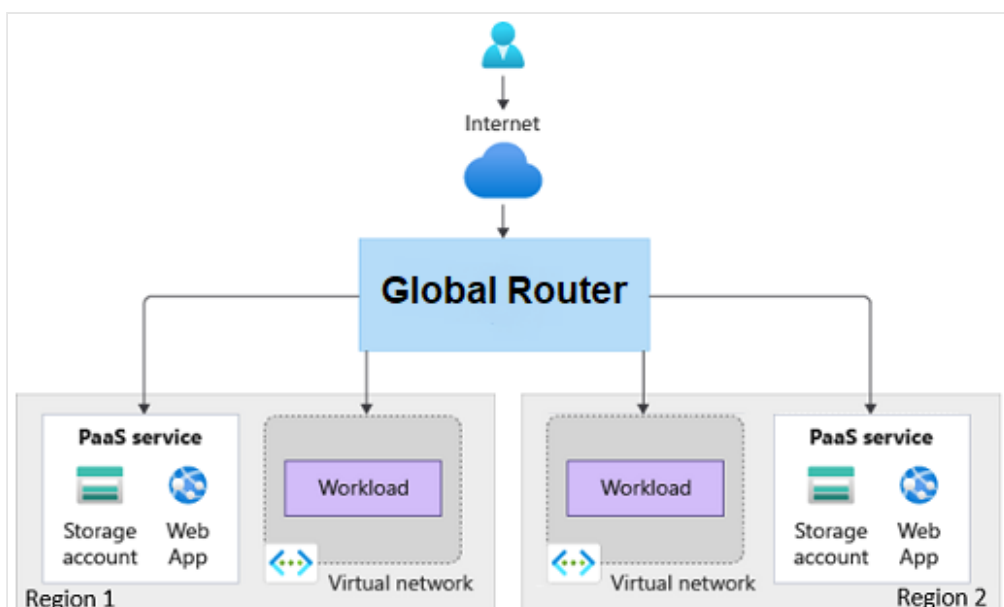 Internet
Global Router
PaaS service
Storage account
Web App
Workload
Virtual network
Region 1
Workload
Virtual network
PaaS service
Storage account
Web App
Region 2